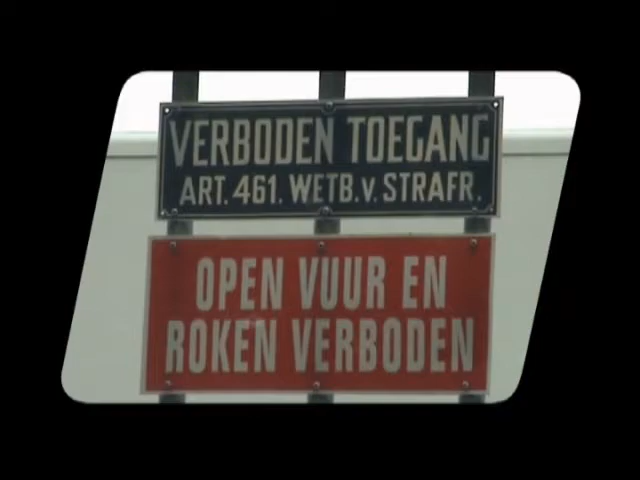 VERBODEN TOEGANG
ART. 461. WETB.v. STRAFR.
OPEN VUUR EN
ROKEN VERBODEN